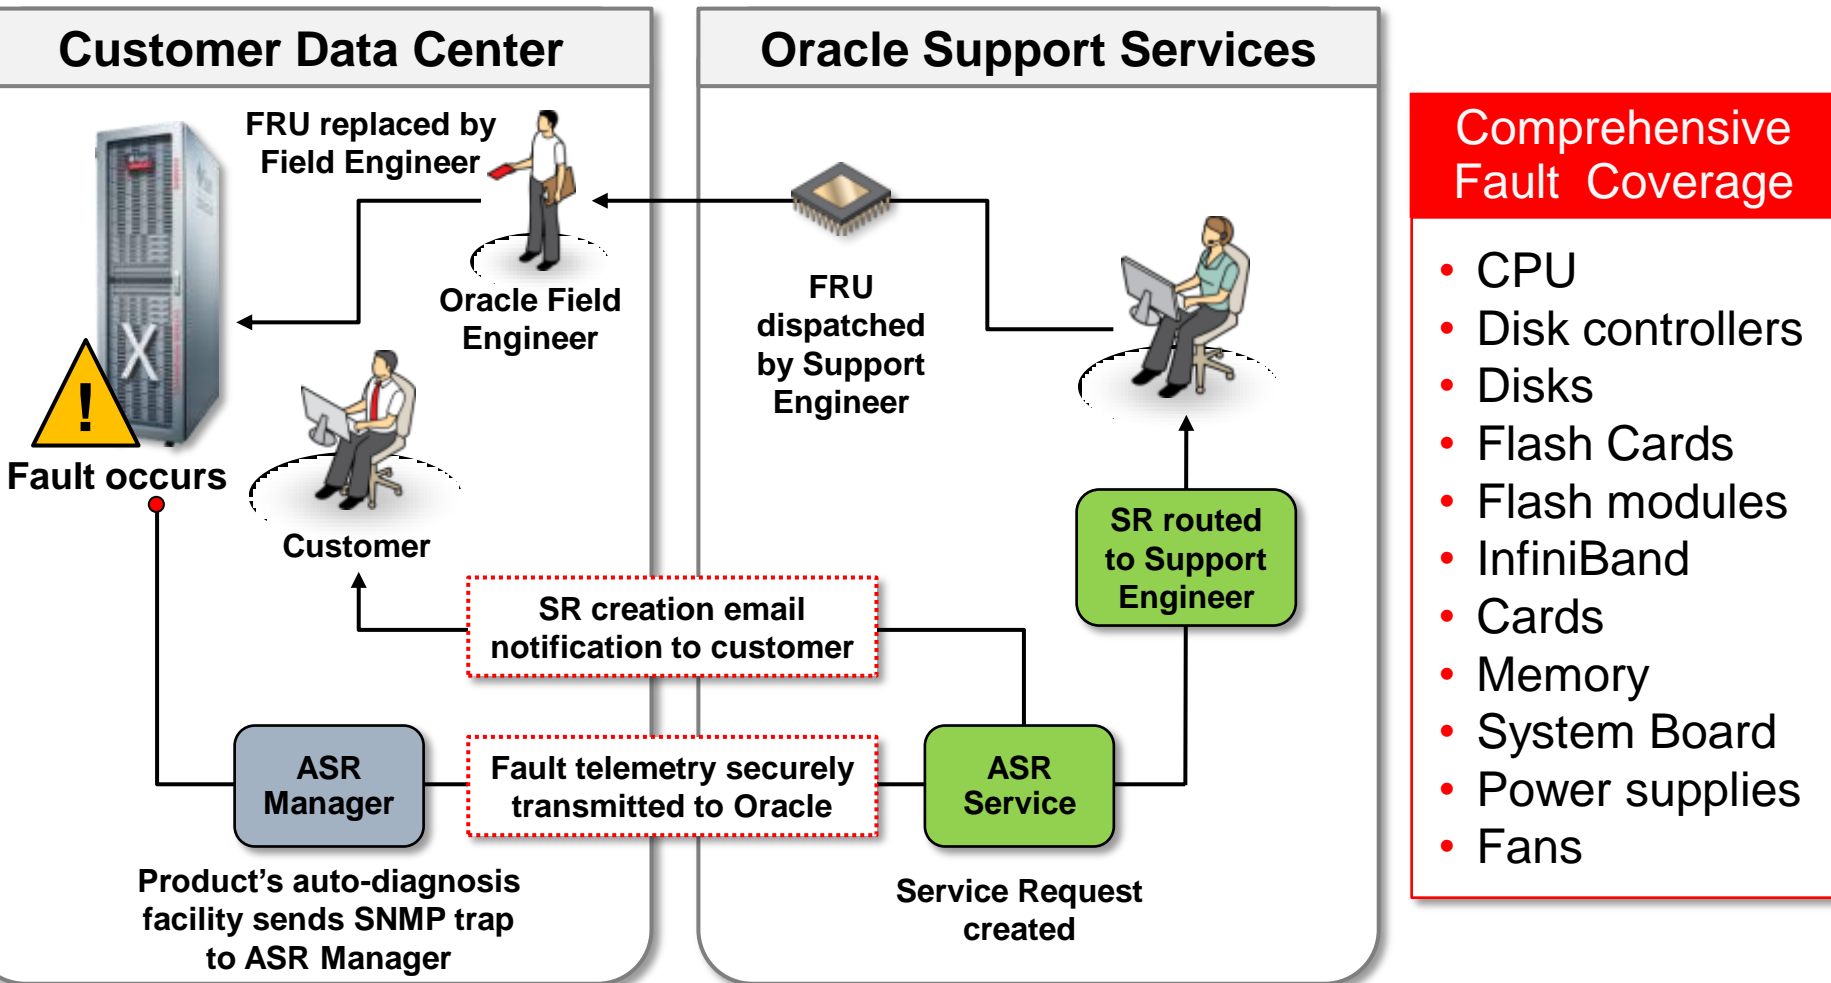 Customer Data Center
FRU replaced by
Field Engineer
Oracle Field
Engineer
X
!
Fault occurs
Customer
SR creation email
notification to customer
ASR
Manager
Fault telemetry securely
transmitted to Oracle
Product's auto-diagnosis
facility sends SNMP trap
to ASR Manager
Oracle Support Services
FRU
dispatched
by Support
Engineer
SR routed
to Support
Engineer
ASR
Service
Service Request
created
Comprehensive
Fault Coverage
• CPU
• Disk controllers
• Disks
• Flash Cards
• Flash modules
• InfiniBand
• Cards
• Memory
• System Board
• Power supplies
• Fans